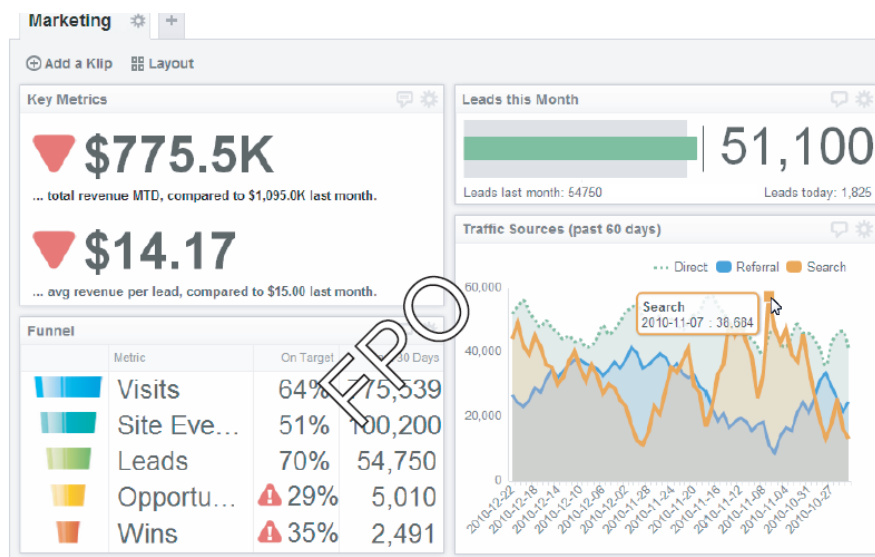 Marketing
+
Add a Klip Layout
Key Metrics
$775.5K
... total revenue MTD, compared to $1,095.0K last month.
$14.17
... avg revenue per lead, compared to $15.00 last month.
Funnel
Metric On Target 30 Days
Visits 64% 775,539
Site Eve... 51% 100,200
Leads 70% 54,750
Opportu... 29% 5,010
Wins 35% 2,491
FPO
Leads this Month
51,100
Leads last month: 54750 Leads today: 1,825
Traffic Sources (past 60 days)
Direct Referral Search
60,000
40,000
20,000
0
Search
2010-11-07 : 38,684
2010-12-22
2010-12-18
2010-12-14
2010-12-10
2010-12-06
2010-12-02
2010-11-28
2010-11-24
2010-11-20
2010-11-16
2010-11-12
2010-11-08
2010-11-04
2010-10-31
2010-10-27